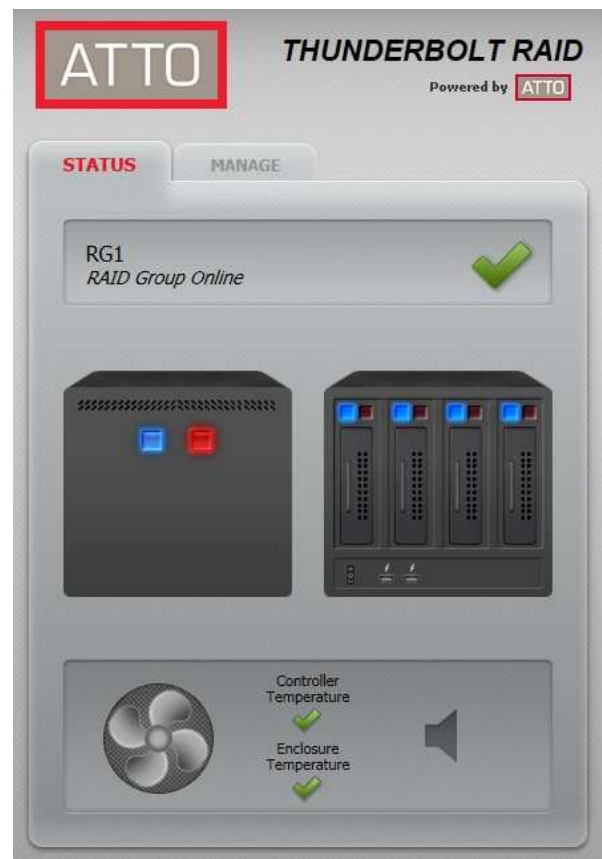 ATTO
THUNDERBOLT RAID
Powered by ATTO
STATUS
MANAGE
RG1
RAID Group Online
Controller
Temperature
Enclosure
Temperature